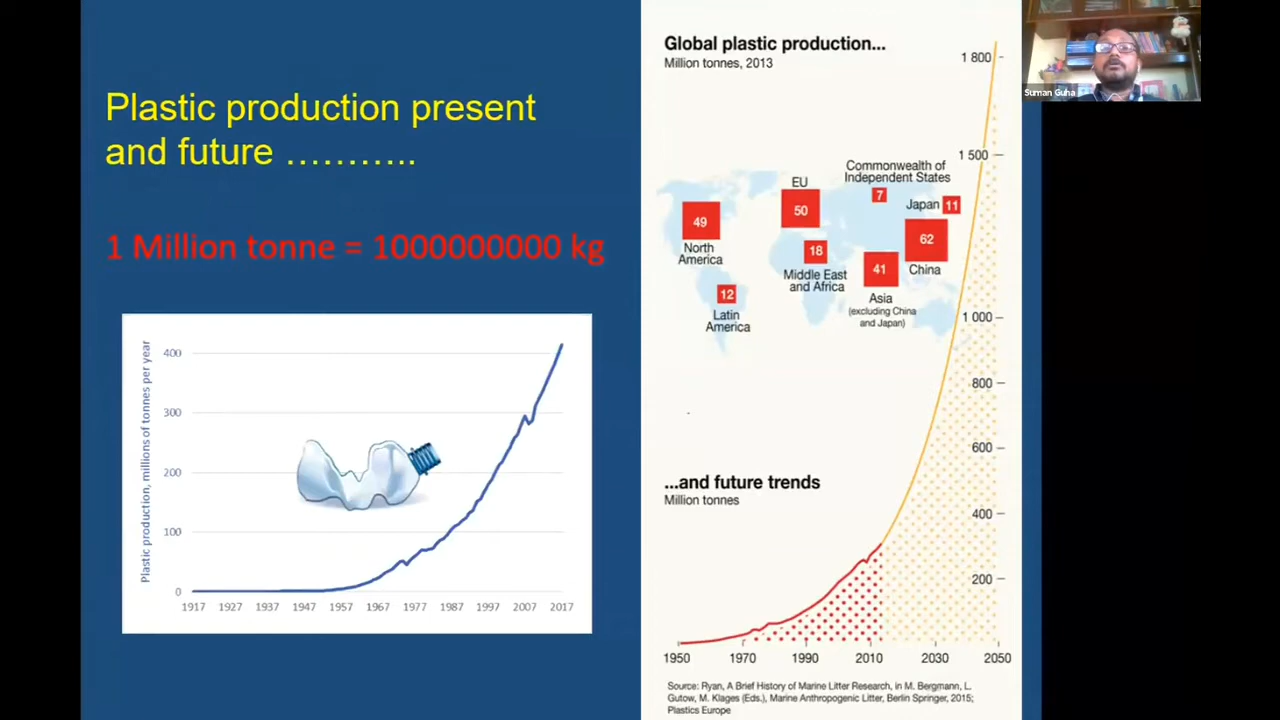 Plastic production present
and future ………..
1 Million tonne = 1000000000 kg
Plastic production, millions of tonnes per year
400
300
200
100
0
1917 1927 1937 1947 1957 1967 1977 1987 1997 2007 2017
Global plastic production...
Million tonnes, 2013
1 800
1 500
1 000
800
600
400
200
Commonwealth of
Independent States
7
EU
50
Japan 11
49
North
America
18
Middle East
and Africa
62
China
41
Asia
(excluding China
and Japan)
12
Latin
America
...and future trends
Million tonnes
1950 1970 1990 2010 2030 2050
Source: Ryan, A Brief History of Marine Litter Research, in M. Bergmann, L.
Gutow, M. Klages (Eds.), Marine Anthropogenic Litter, Berlin Springer, 2015;
Plastics Europe
Suman Guha